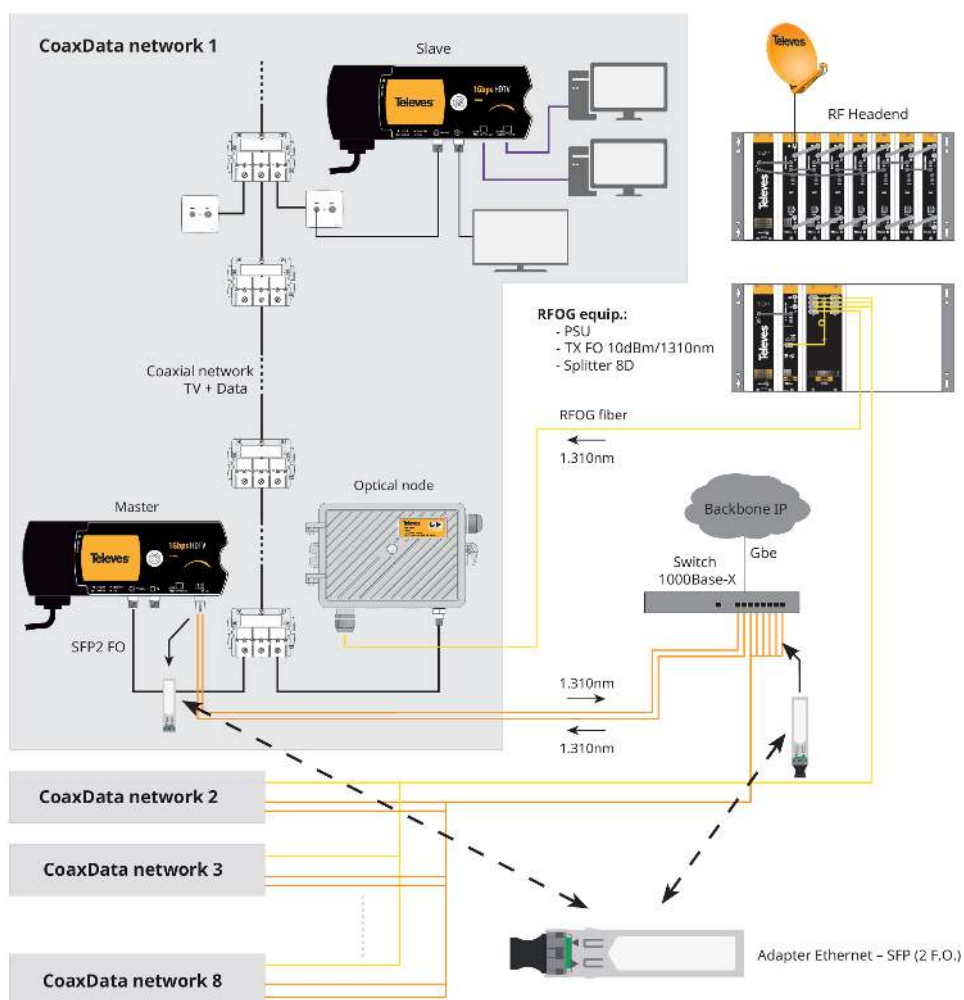 CoaxData network 1
Slave
Televes
1Gbps HDTV
Televes
RF Headend
Televes
RFOG equip.:
- PSU
- TX FO 10dBm/1310nm
- Splitter 8D
Televes
Coaxial network
TV + Data
RFOG fiber
1.310nm
Master
Optical node
Televes
1Gbps HDTV
Televes
Backbone IP
Gbe
Switch
1000Base-X
SFP2 FO
1.310nm
1.310nm
CoaxData network 2
CoaxData network 3
CoaxData network 8
Adapter Ethernet – SFP (2 F.O.)